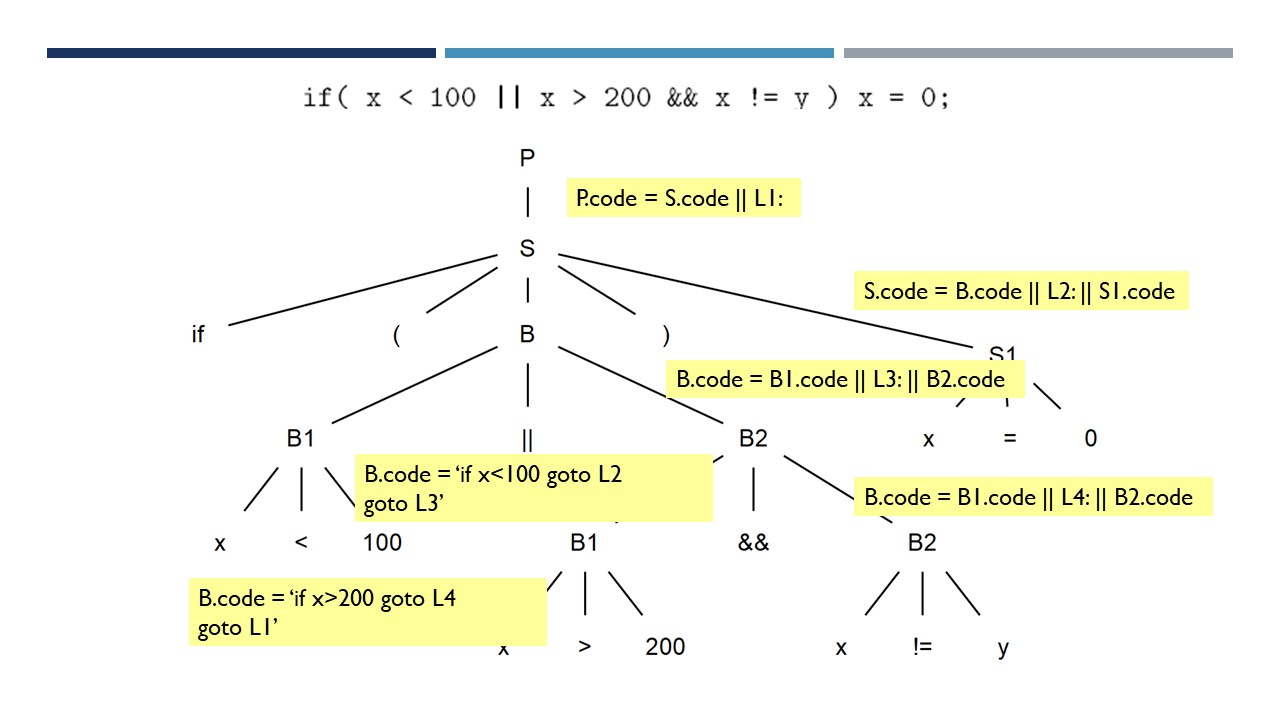 if( x < 100 || x > 200 && x != y ) x = 0;
P
P.code = S.code || L1:
S
S.code = B.code || L2: || S1.code
if ( B ) S1
B.code = B1.code || L3: || B2.code
B1 || B2 x = 0
B.code = ‘if x<100 goto L2
goto L3’
B.code = B1.code || L4: || B2.code
x < 100 B1 && B2
B.code = ‘if x>200 goto L4
goto L1’
x > 200 x != y